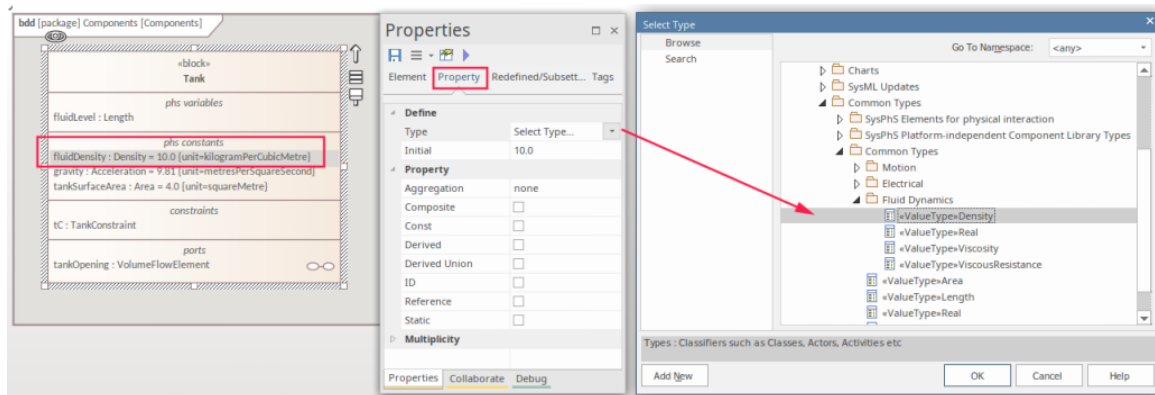 bdd [package] Components [Components]
«block»
Tank
phs variables
fluidLevel : Length
phs constants
fluidDensity : Density = 10.0 {unit=kilogramPerCubicMetre}
gravity : Acceleration = 9.81 {unit=metresPerSquareSecond}
tankSurfaceArea : Area = 4.0 {unit=squareMetre}
constraints
tC : TankConstraint
ports
tankOpening : VolumeFlowElement
Properties
Element Property Redefined/Subsett... Tags
Define
Type Select Type...
Initial 10.0
Property
Aggregation none
Composite
Const
Derived
Derived Union
ID
Reference
Static
Multiplicity
Properties Collaborate Debug
Select Type
Browse
Search
Go To Namespace: <any>
Charts
SysML Updates
Common Types
SysPhS Elements for physical interaction
SysPhS Platform-independent Component Library Types
Common Types
Motion
Electrical
Fluid Dynamics
«ValueType»Density
«ValueType»Real
«ValueType»Viscosity
«ValueType»ViscousResistance
«ValueType»Area
«ValueType»Length
«ValueType»Real
Types : Classifiers such as Classes, Actors, Activities etc
Add New OK Cancel Help